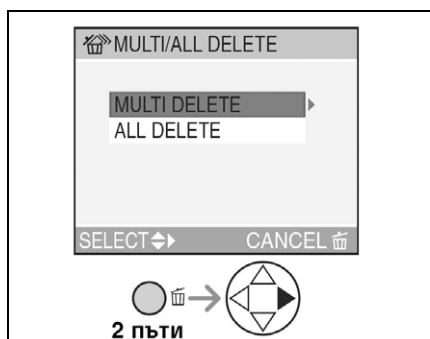 MULTI/ALL DELETE
MULTI DELETE
ALL DELETE
SELECT CANCEL
2 пъти